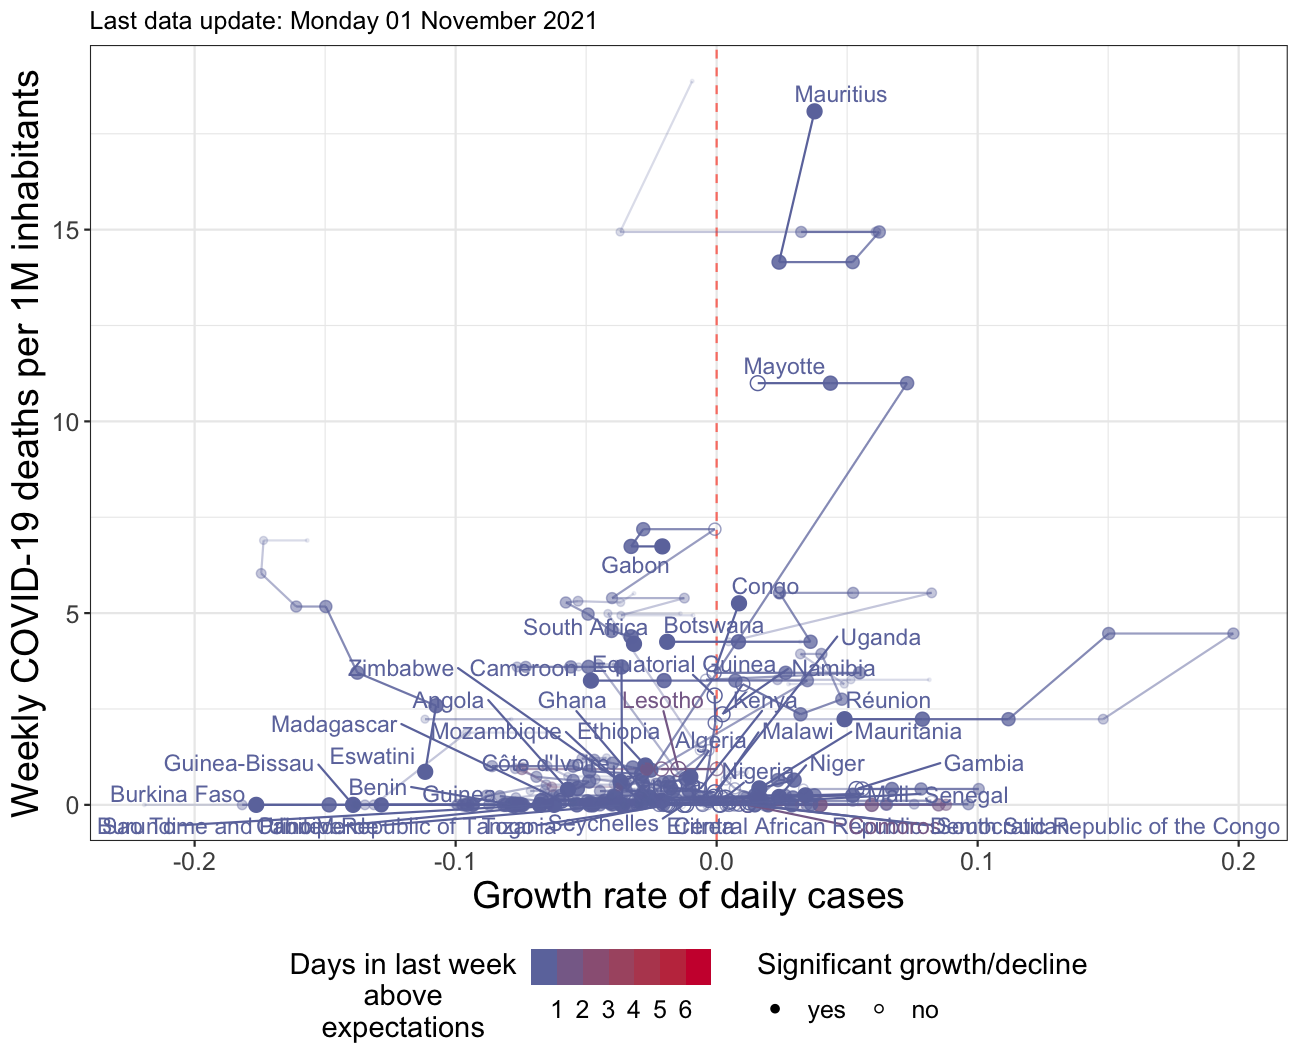 Last data update: Monday 01 November 2021
Weekly COVID-19 deaths per 1M inhabitants
15
10
5
0
Mauritius
Mayotte
Gabon
Congo
South Africa
Botswana
Uganda
Zimbabwe
Cameroon
Equatorial Guinea
Namibia
Angola
Ghana
Lesotho
Kenya
Réunion
Madagascar
Mozambique
Ethiopia
Algeria
Malawi
Mauritania
Guinea-Bissau
Eswatini
Côte d'Ivoire
Nigeria
Niger
Gambia
Burkina Faso
Benin
Guinea
Mali
Senegal
Seychelles
Eritrea
Central African Republic
Democratic Republic of the Congo
-0.2
-0.1
0.0
0.1
0.2
Growth rate of daily cases
Days in last week
above
expectations
1 2 3 4 5 6
Significant growth/decline
yes
no